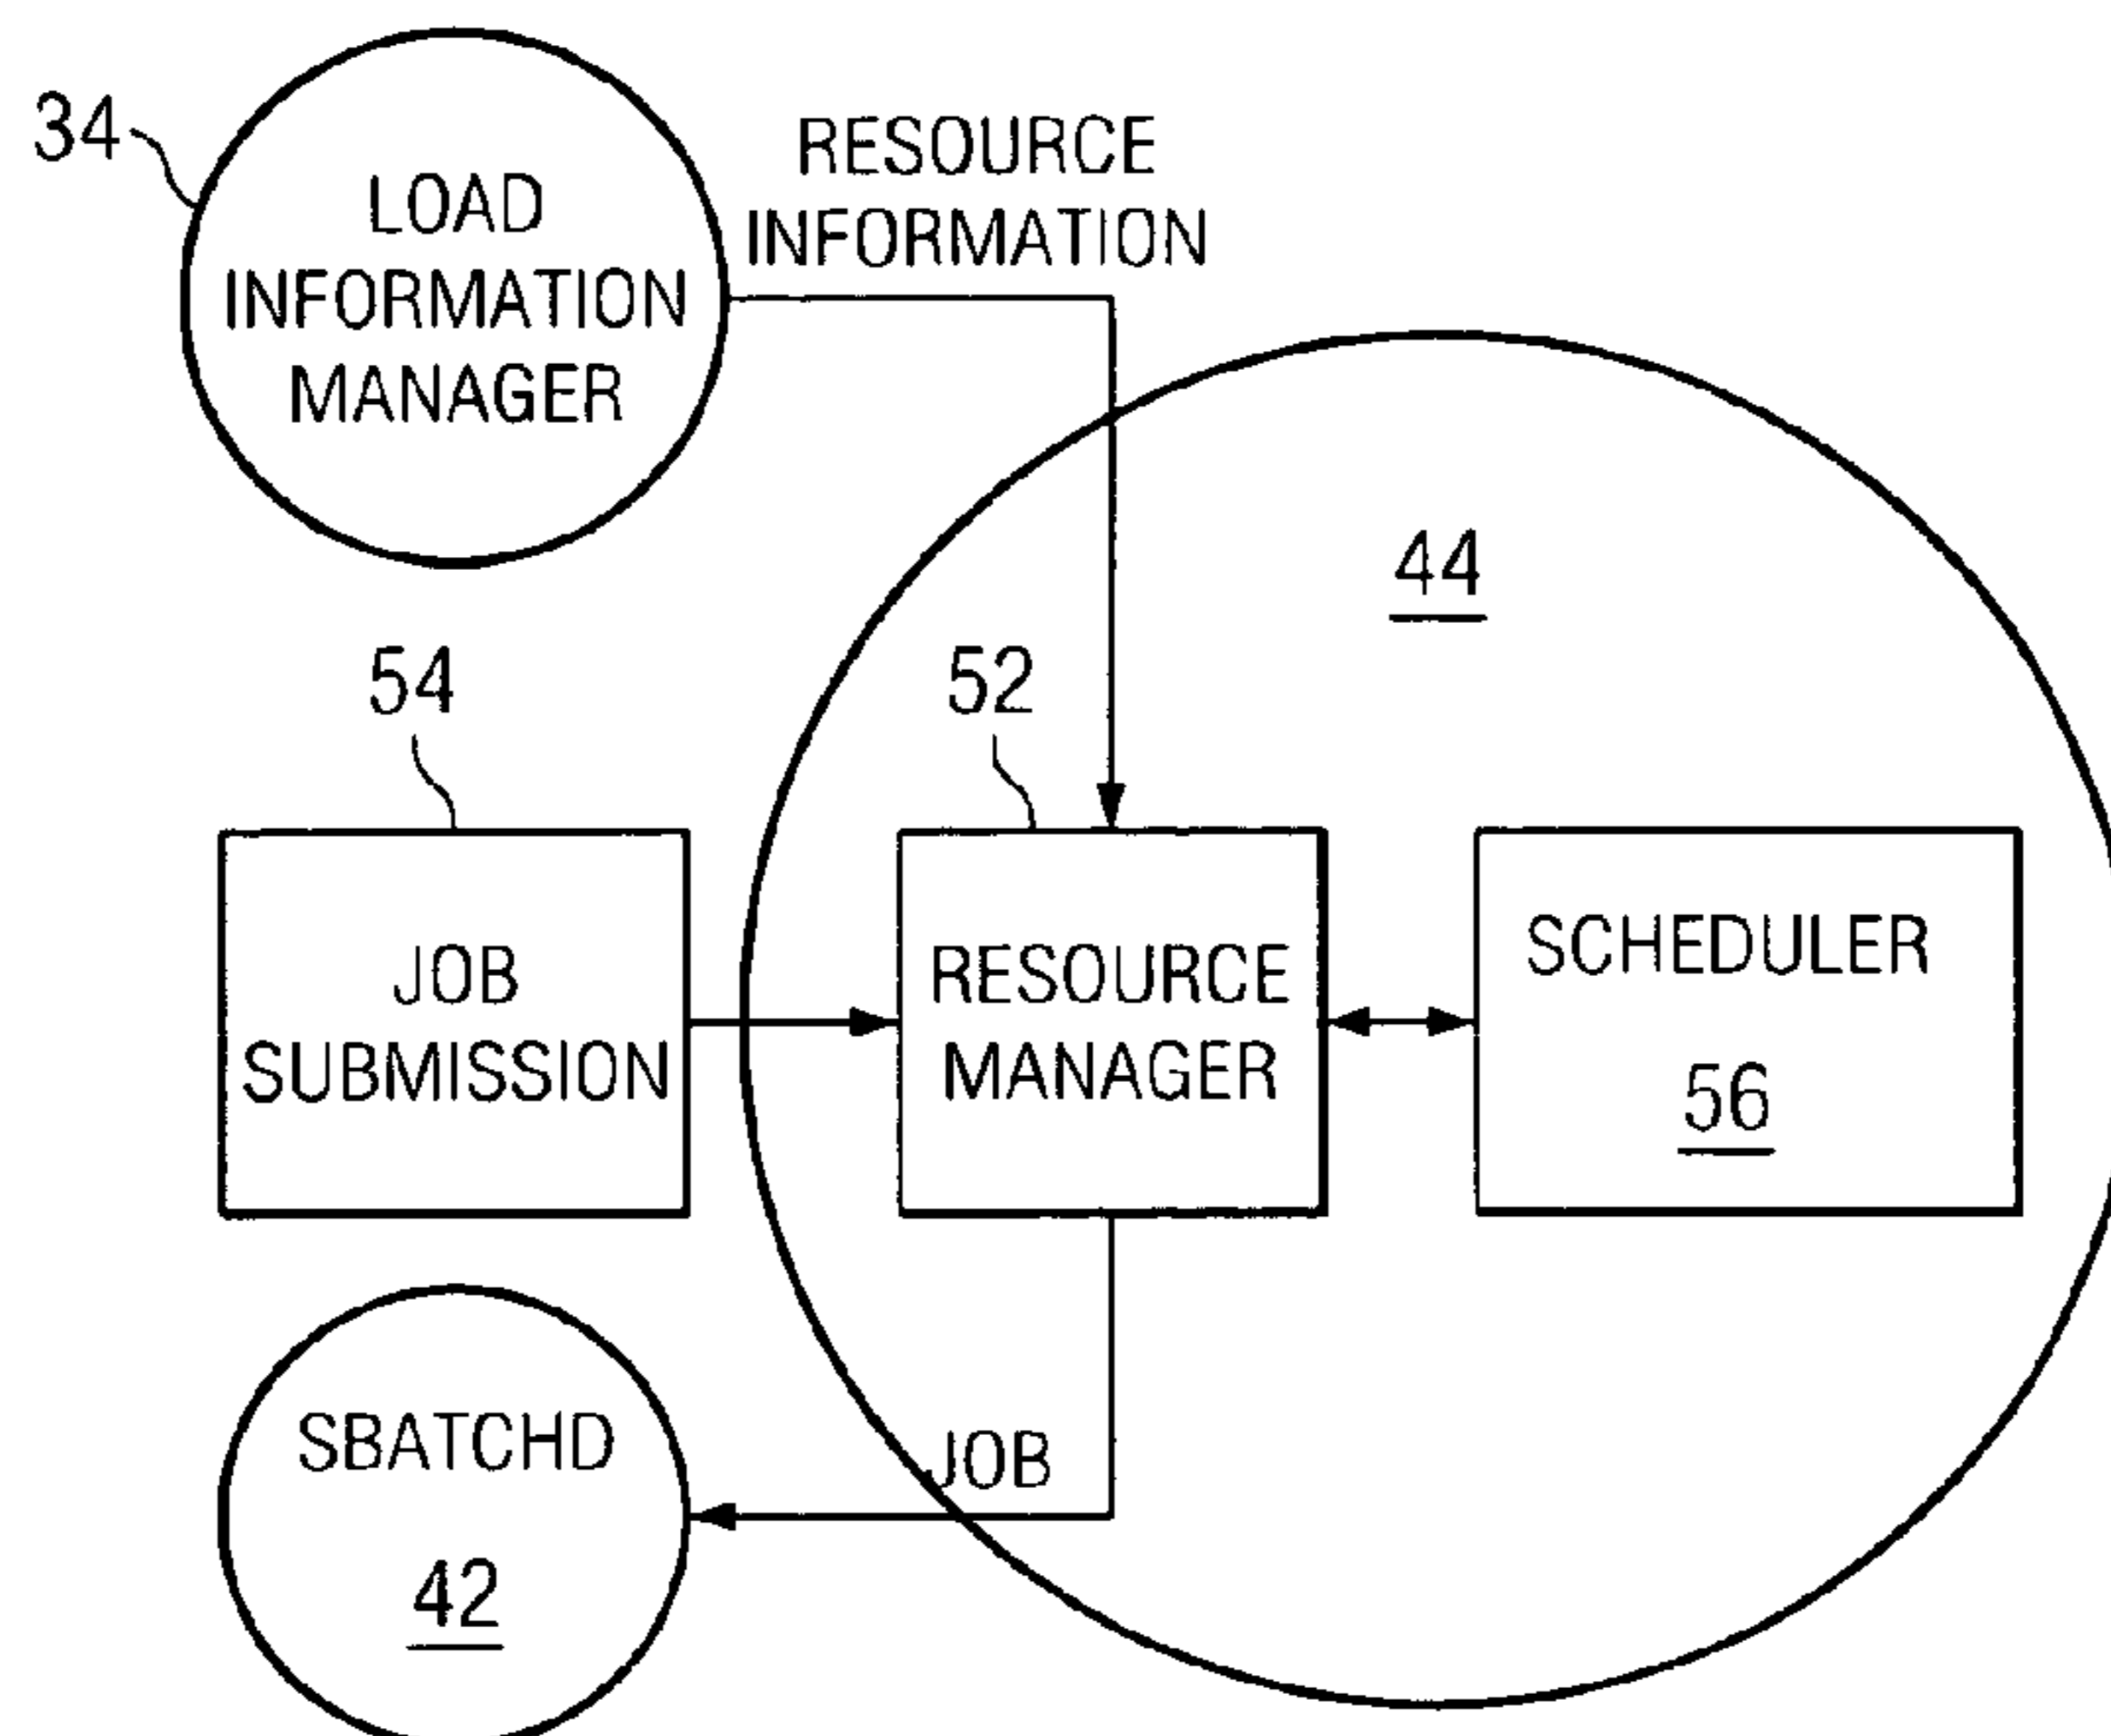 34
LOAD
INFORMATION
MANAGER
RESOURCE
INFORMATION
44
54
52
JOB
SUBMISSION
RESOURCE
MANAGER
SCHEDULER
56
SBATCHD
42
JOB